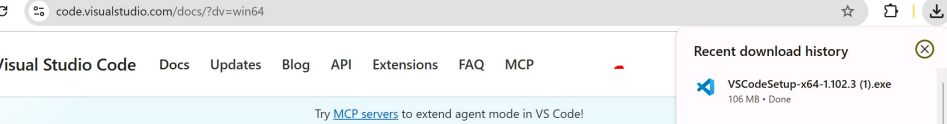 code.visualstudio.com/docs/?dv=win64
Visual Studio Code Docs Updates Blog API Extensions FAQ MCP
Recent download history
VSCodeSetup-x64-1.102.3 (1).exe
106 MB • Done
Try MCP servers to extend agent mode in VS Code!